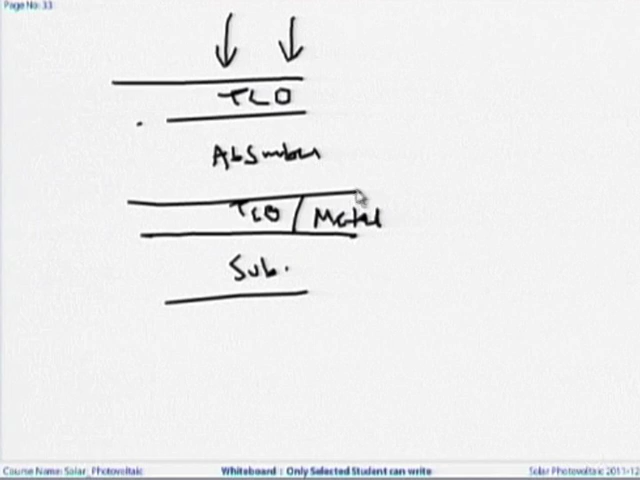 Page No: 33
TCO
Absorber
TCO / Metal
Sub.
Course Name: Solar_Photovoltaic
Whiteboard : Only Selected Student can write
Solar Photovoltaic 2011-12